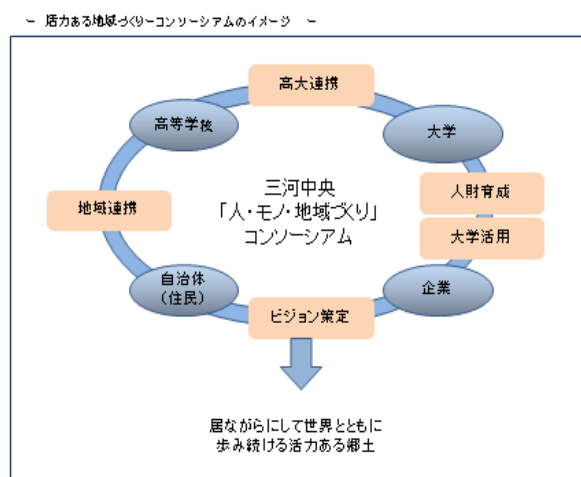 ～ 活力ある地域づくりーコンソーシアムのイメージ ～
高大連携
高等学校
大学
三河中央
「人・モノ・地域づくり」
コンソーシアム
人財育成
地域連携
大学活用
自治体
（住民）
企業
ビジョン策定
居ながらにして世界とともに
歩み続ける活力ある郷土